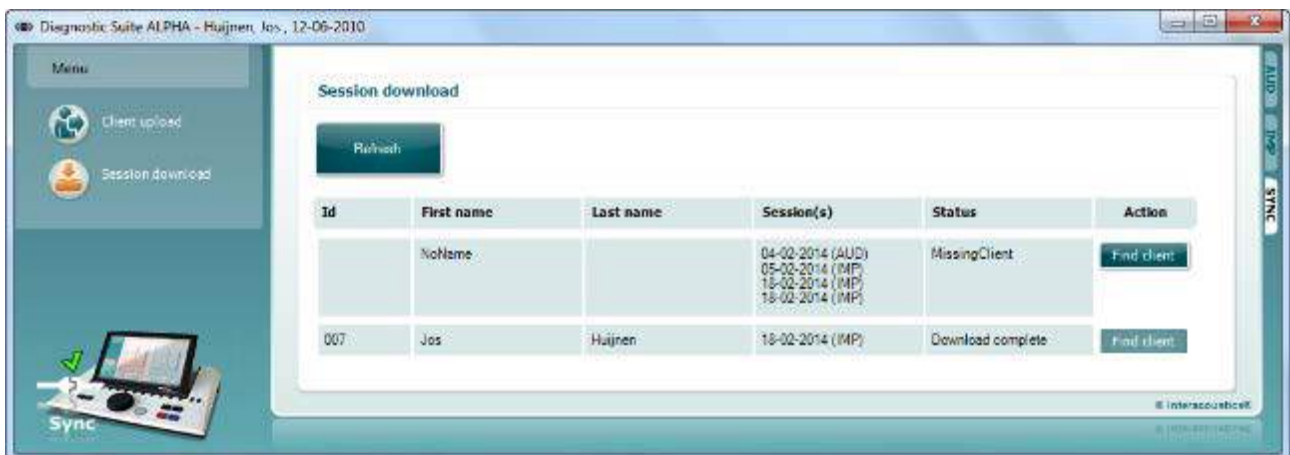 Diagnostic Suite ALPHA - Huijnen, Jos , 12-06-2010
Menu
Client upload
Session download
Sync
Session download
Refresh
Id First name Last name Session(s) Status Action
NoName 04-02-2014 (AUD) MissingClient Find client
05-02-2014 (IMP)
18-02-2014 (IMP)
18-02-2014 (IMP)
007 Jos Huijnen 18-02-2014 (IMP) Download complete Find client
© Interacoustics®
AUD
IMP
SYNC